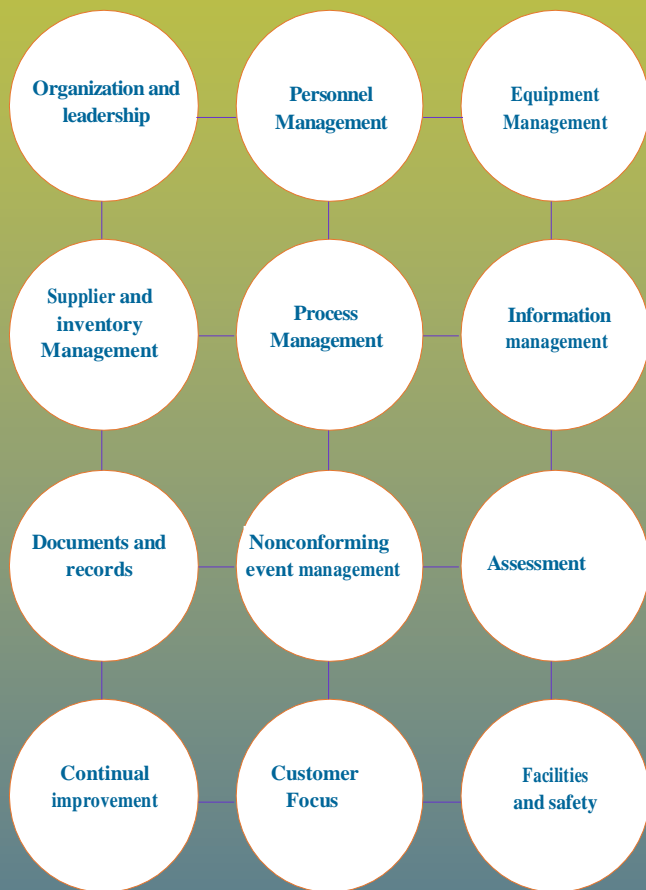 Organization and
leadership
Personnel
Management
Equipment
Management
Supplier and
inventory
Management
Process
Management
Information
management
Documents and
records
Nonconforming
event management
Assessment
Continual
improvement
Customer
Focus
Facilities
and safety